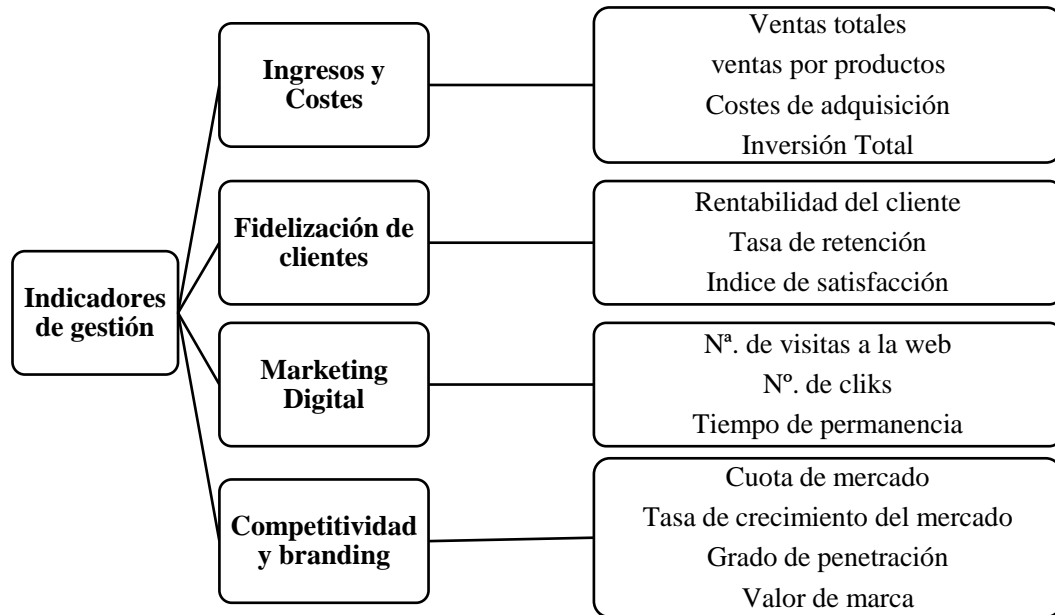 Indicadores
de gestión
Ingresos y
Costes
Ventas totales
ventas por productos
Costes de adquisición
Inversión Total
Fidelización de
clientes
Rentabilidad del cliente
Tasa de retención
Indice de satisfacción
Marketing
Digital
Nª. de visitas a la web
Nº. de cliks
Tiempo de permanencia
Competitividad
y branding
Cuota de mercado
Tasa de crecimiento del mercado
Grado de penetración
Valor de marca